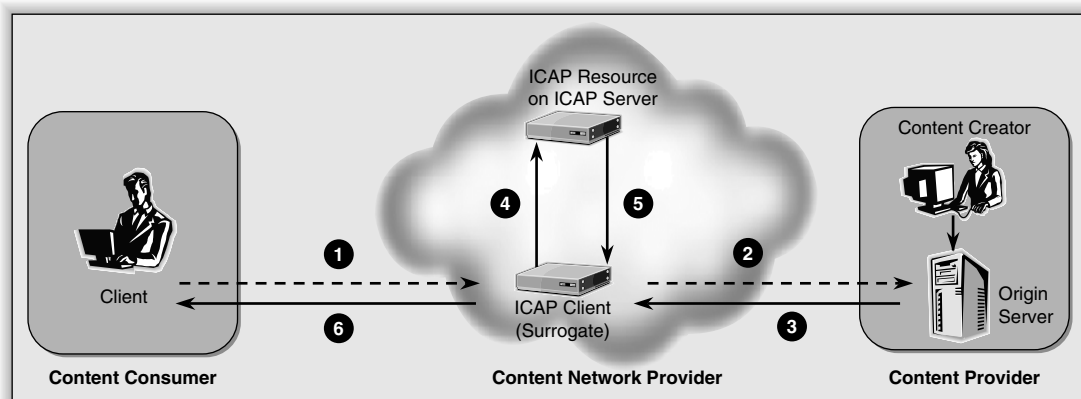 ICAP Resource
on ICAP Server
Content Creator
4
5
1
2
Client
ICAP Client
(Surrogate)
Origin
Server
6
3
Content Consumer
Content Network Provider
Content Provider